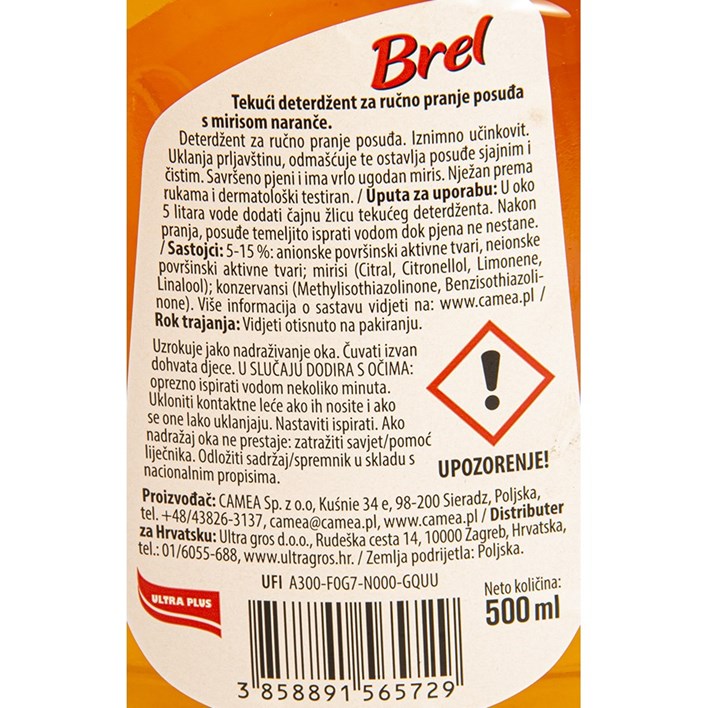 Brel
Tekući deterdžent za ručno pranje posuđa
s mirisom naranče.
Deterdžent za ručno pranje posuđa. Iznimno učinkovit.
Uklanja prljavštinu, odmašćuje te ostavlja posuđe sjajnim i
čistim. Savršeno pjeni i ima vrlo ugodan miris. Nježan prema
rukama i dermatološki testiran. / Uputa za uporabu: U oko
5 litara vode dodati čajnu žlicu tekućeg deterdženta. Nakon
pranja, posuđe temeljito isprati vodom dok pjena ne nestane.
/ Sastojci: 5-15 %: anionske površinski aktivne tvari, neionske
površinski aktivne tvari; mirisi (Citral, Citronellol, Limonene,
Linalool); konzervansi (Methylisothiazolinone, Benzisothiazoli-
none). Više informacija o sastavu vidjeti na: www.camea.pl /
Rok trajanja: Vidjeti otisnuto na pakiranju.
Uzrokuje jako nadraživanje oka. Čuvati izvan
dohvata djece. U SLUČAJU DODIRA S OČIMA:
oprezno ispirati vodom nekoliko minuta.
Ukloniti kontaktne leće ako ih nosite i ako
se one lako uklanjaju. Nastaviti ispirati. Ako
nadražaj oka ne prestaje: zatražiti savjet/pomoć
liječnika. Odložiti sadržaj/spremnik u skladu s
nacionalnim propisima.
UPOZORENJE!
Proizvođač: CAMEA Sp. z o.o, Kuśnie 34 e, 98-200 Sieradz, Poljska,
tel. +48/43826-3137, camea@camea.pl, www.camea.pl / Distributer
za Hrvatsku: Ultra gros d.o.o., Rudeška cesta 14, 10000 Zagreb, Hrvatska,
tel.: 01/6055-688, www.ultragros.hr. / Zemlja podrijetla: Poljska.
UFI A300-F0G7-N000-GQUU
ULTRA PLUS
Neto količina:
500 ml
3 858891 565729